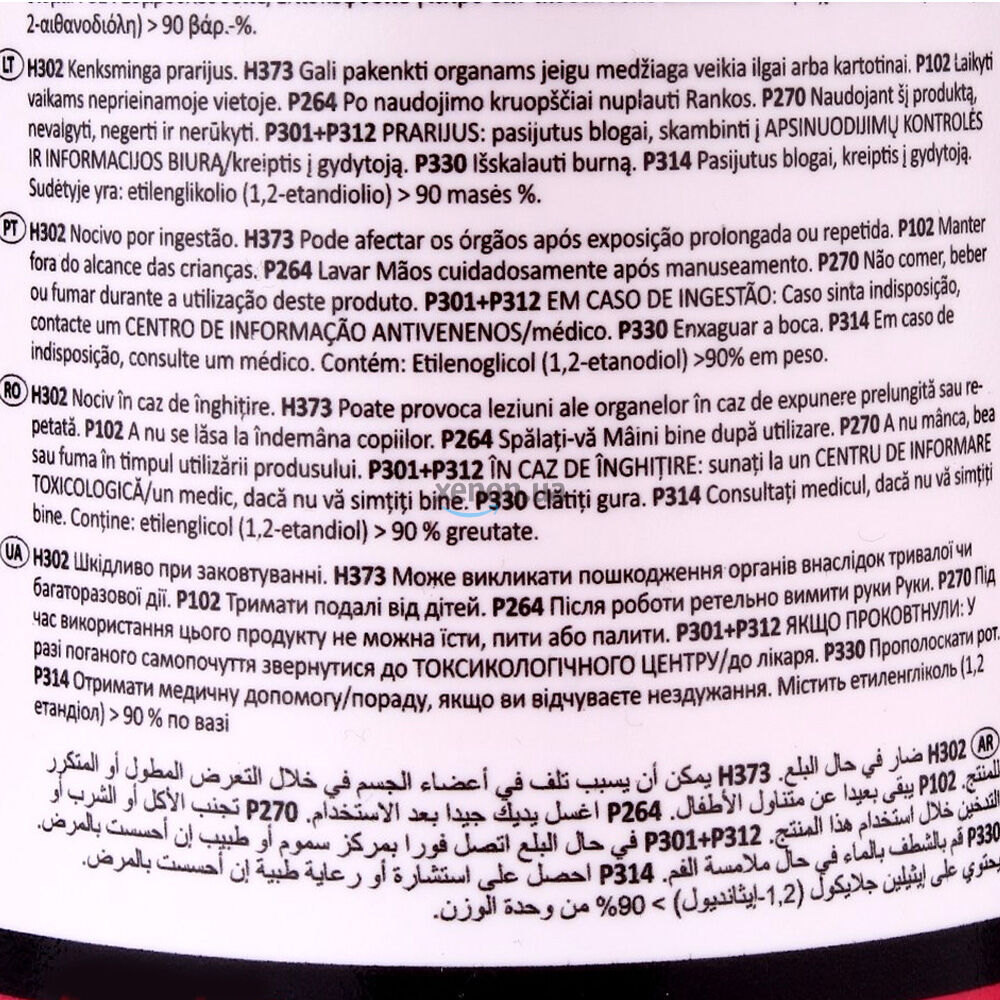 2-αιθανοδιόλη) > 90 βάρ.-%.
LT H302 Kenksminga prarijus. H373 Gali pakenkti organams jeigu medžiaga veikia ilgai arba kartotinai. P102 Laikyti
vaikams neprieinamoje vietoje. P264 Po naudojimo kruopščiai nuplauti Rankos. P270 Naudojant šį produktą,
nevalgyti, negerti ir nerūkyti. P301+P312 PRARIJUS: pasijutus blogai, skambinti į APSINUODIJIMŲ KONTROLĖS
IR INFORMACIJOS BIURĄ/kreiptis į gydytoją. P330 Išskalauti burną. P314 Pasijutus blogai, kreiptis į gydytoją.
Sudėtyje yra: etilenglikolio (1,2-etandiolio) > 90 masės %.
PT H302 Nocivo por ingestão. H373 Pode afectar os órgãos após exposição prolongada ou repetida. P102 Manter
fora do alcance das crianças. P264 Lavar Mãos cuidadosamente após manuseamento. P270 Não comer, beber
ou fumar durante a utilização deste produto. P301+P312 EM CASO DE INGESTÃO: Caso sinta indisposição,
contacte um CENTRO DE INFORMAÇÃO ANTIVENENOS/médico. P330 Enxaguar a boca. P314 Em caso de
indisposição, consulte um médico. Contém: Etilenoglicol (1,2-etanodiol) >90% em peso.
RO H302 Nociv în caz de înghițire. H373 Poate provoca leziuni ale organelor în caz de expunere prelungită sau re-
petată. P102 A nu se lăsa la îndemâna copiilor. P264 Spălați-vă Mâini bine după utilizare. P270 A nu mânca, bea
sau fuma în timpul utilizării produsului. P301+P312 ÎN CAZ DE ÎNGHIȚIRE: sunați la un CENTRU DE INFORMARE
TOXICOLOGICĂ/un medic, dacă nu vă simțiți bine. P330 Clătiți gura. P314 Consultați medicul, dacă nu vă simțiți
xenon.ua
bine. Conține: etilenglicol (1,2-etandiol) > 90 % greutate.
UA H302 Шкідливо при заковтуванні. H373 Може викликати пошкодження органів внаслідок тривалої чи
багаторазової дії. P102 Тримати подалі від дітей. P264 Після роботи ретельно вимити руки Руки. P270 Під
час використання цього продукту не можна їсти, пити або палити. P301+P312 ЯКЩО ПРОКОВТНУЛИ: У
разі поганого самопочуття звернутися до ТОКСИКОЛОГІЧНОГО ЦЕНТРУ/до лікаря. P330 Прополоскати рот.
P314 Отримати медичну допомогу/пораду, якщо ви відчуваєте нездужання. Містить етиленгліколь (1,2
етандіол) > 90 % по вазі
AR H302 ضار في حال البلع. H373 يمكن أن يسبب تلف في أعضاء الجسم في خلال التعرض المطول أو المتكرر
للمنتج. P102 يبقى بعيدا عن متناول الأطفال. P264 اغسل يديك جيدا بعد الاستخدام. P270 تجنب الأكل أو الشرب أو
التدخين خلال استخدام هذا المنتج. P301+P312 في حال البلع اتصل فورا بمركز سموم أو طبيب إن أحسست بالمرض.
P330 قم بالشطف بالماء في حال ملامسة الفم. P314 احصل على استشارة أو رعاية طبية إن أحسست بالمرض.
يحتوي على إيثيلين جلايكول (1,2-إيثانديول) > 90% من وحدة الوزن.